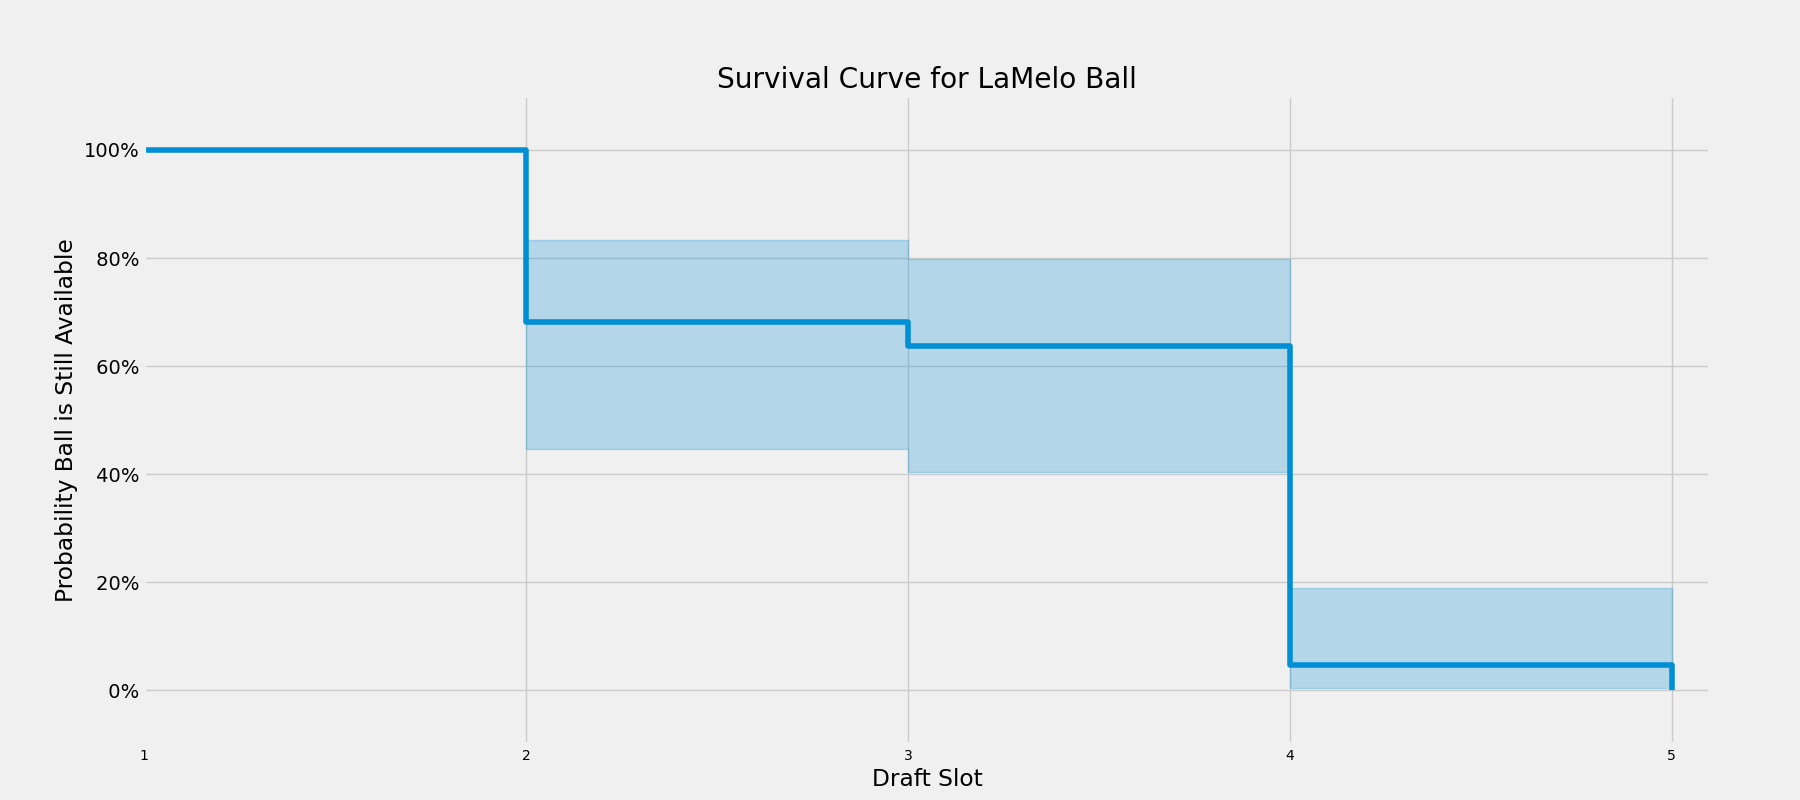 Survival Curve for LaMelo Ball
Probability Ball is Still Available
100%
80%
60%
40%
20%
0%
1 2 3 4 5
Draft Slot